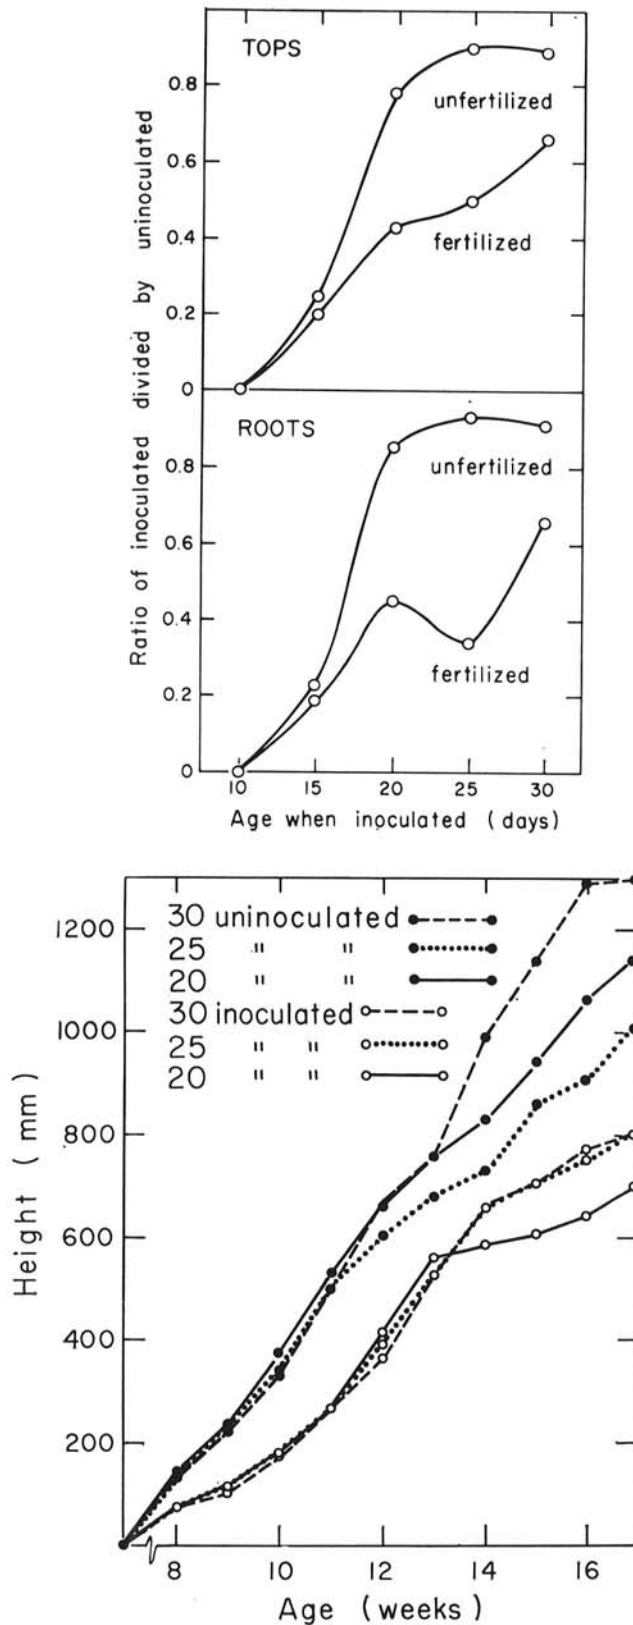 TOPS
0.8
unfertilized
0.6
0.4
fertilized
0.2
0
Ratio of inoculated divided by uninoculated
ROOTS
0.8
unfertilized
0.6
0.4
fertilized
0.2
0
10 15 20 25 30
Age when inoculated (days)
30 uninoculated
1200
25 " "
20 " "
30 inoculated
1000
25 " "
20 " "
800
600
400
200
Height (mm)
8 10 12 14 16
Age (weeks)